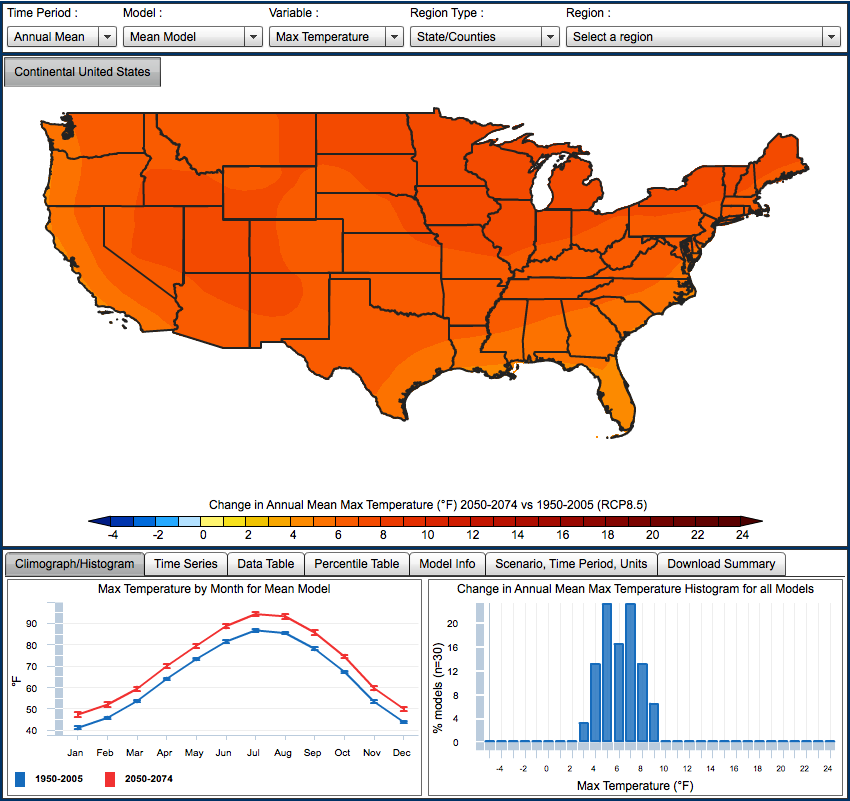 Time Period : Model : Variable : Region Type : Region :
Annual Mean Mean Model Max Temperature State/Counties Select a region
Continental United States
Change in Annual Mean Max Temperature (°F) 2050-2074 vs 1950-2005 (RCP8.5)
-4 -2 0 2 4 6 8 10 12 14 16 18 20 22 24
Climograph/Histogram Time Series Data Table Percentile Table Model Info Scenario, Time Period, Units Download Summary
Max Temperature by Month for Mean Model
90
80
70
60
50
40
°F
Jan Feb Mar Apr May Jun Jul Aug Sep Oct Nov Dec
1950-2005 2050-2074
Change in Annual Mean Max Temperature Histogram for all Models
20
16
12
8
4
0
% models (n=30)
-4 -2 0 2 4 6 8 10 12 14 16 18 20 22 24
Max Temperature (°F)